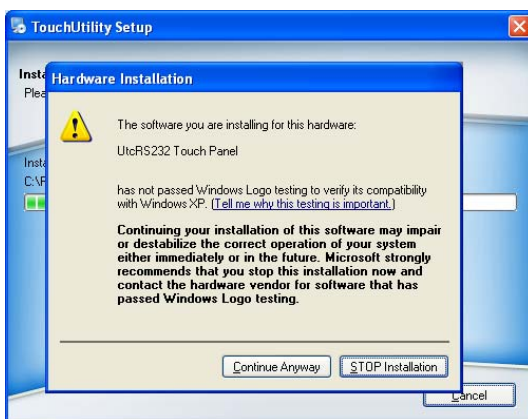 TouchUtility Setup
Hardware Installation
The software you are installing for this hardware:
UtcRS232 Touch Panel
has not passed Windows Logo testing to verify its compatibility
with Windows XP. (Tell me why this testing is important.)
Continuing your installation of this software may impair
or destabilize the correct operation of your system
either immediately or in the future. Microsoft strongly
recommends that you stop this installation now and
contact the hardware vendor for software that has
passed Windows Logo testing.
Continue Anyway
STOP Installation
Cancel